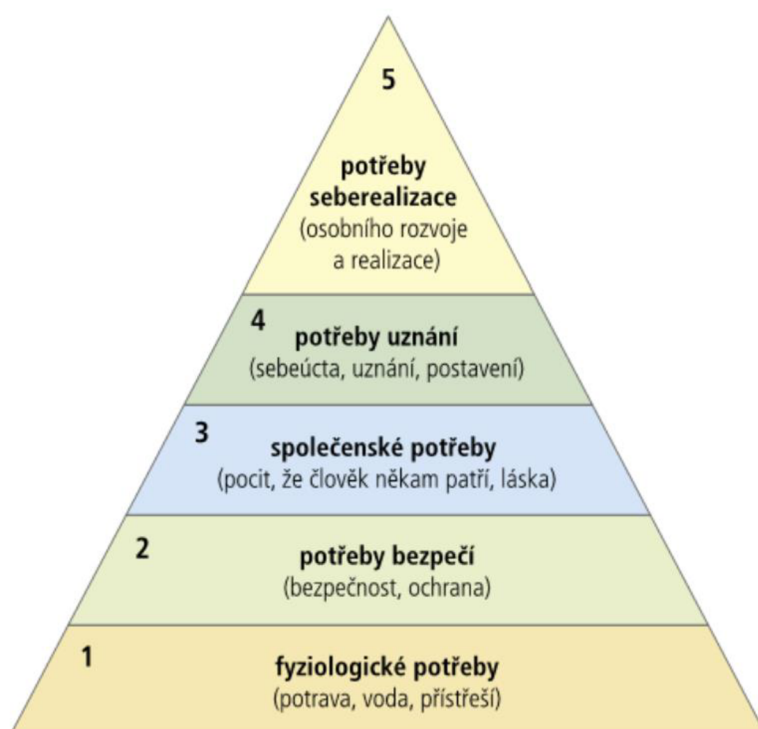 5
potřeby
seberealizace
(osobního rozvoje
a realizace)
4
potřeby uznání
(sebeúcta, uznání, postavení)
3
společenské potřeby
(pocit, že člověk někam patří, láska)
2
potřeby bezpečí
(bezpečnost, ochrana)
1
fyziologické potřeby
(potrava, voda, přístřeší)